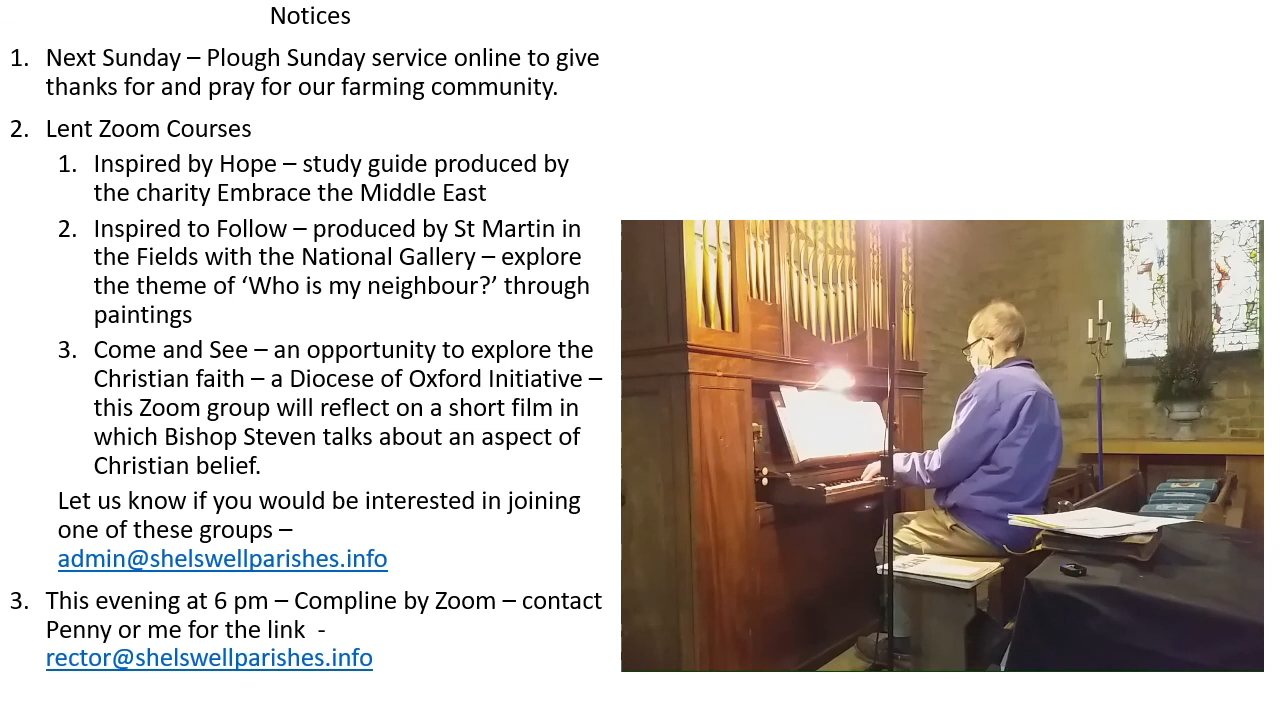 Notices
1. Next Sunday – Plough Sunday service online to give
thanks for and pray for our farming community.
2. Lent Zoom Courses
1. Inspired by Hope – study guide produced by
the charity Embrace the Middle East
2. Inspired to Follow – produced by St Martin in
the Fields with the National Gallery – explore
the theme of ‘Who is my neighbour?’ through
paintings
3. Come and See – an opportunity to explore the
Christian faith – a Diocese of Oxford Initiative –
this Zoom group will reflect on a short film in
which Bishop Steven talks about an aspect of
Christian belief.
Let us know if you would be interested in joining
one of these groups –
admin@shelswellparishes.info
3. This evening at 6 pm – Compline by Zoom – contact
Penny or me for the link -
rector@shelswellparishes.info